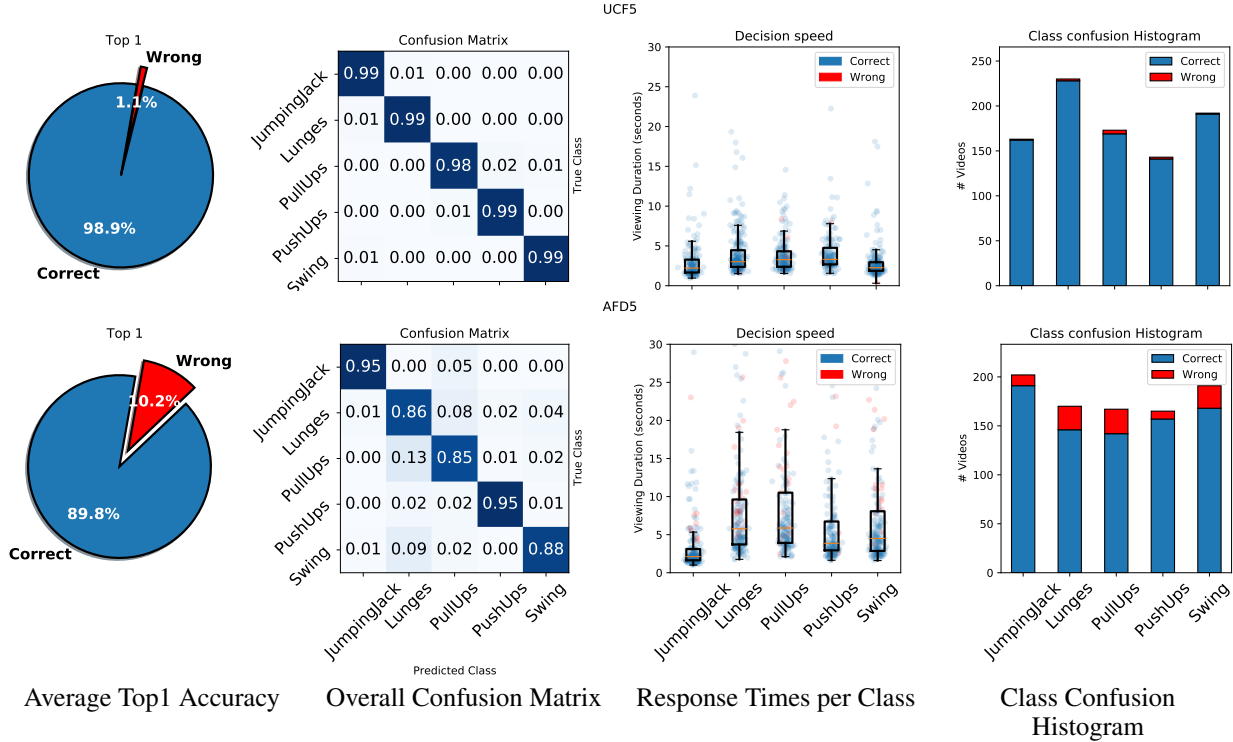 UCF5
Top 1
Wrong
1.1%
98.9%
Correct
Confusion Matrix
JumpingJack
Lunges
PullUps
PushUps
Swing
0.99 0.01 0.00 0.00 0.00
0.01 0.99 0.00 0.00 0.00
0.00 0.00 0.98 0.02 0.01
0.00 0.00 0.01 0.99 0.00
0.01 0.00 0.00 0.00 0.99
True Class
Decision speed
Viewing Duration (seconds)
30
25
20
15
10
5
0
Correct
Wrong
Class confusion Histogram
# Videos
250
200
150
100
50
0
Correct
Wrong
AFD5
Top 1
Wrong
10.2%
89.8%
Correct
Confusion Matrix
JumpingJack
Lunges
PullUps
PushUps
Swing
0.95 0.00 0.05 0.00 0.00
0.01 0.86 0.08 0.02 0.04
0.00 0.13 0.85 0.01 0.02
0.00 0.02 0.02 0.95 0.01
0.01 0.09 0.02 0.00 0.88
True Class
JumpingJack
Lunges
PullUps
PushUps
Swing
Predicted Class
Decision speed
Viewing Duration (seconds)
30
25
20
15
10
5
0
Correct
Wrong
JumpingJack
Lunges
PullUps
PushUps
Swing
Class confusion Histogram
# Videos
200
150
100
50
0
Correct
Wrong
JumpingJack
Lunges
PullUps
PushUps
Swing
Average Top1 Accuracy
Overall Confusion Matrix
Response Times per Class
Class Confusion
Histogram